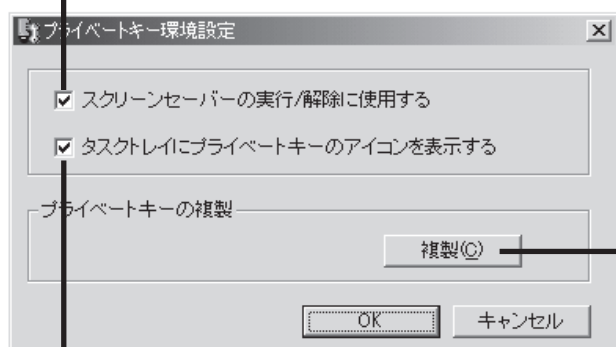 プライベートキー環境設定
スクリーンセーバーの実行/解除に使用する
タスクトレイにプライベートキーのアイコンを表示する
プライベートキーの複製
複製(C)
OK
キャンセル